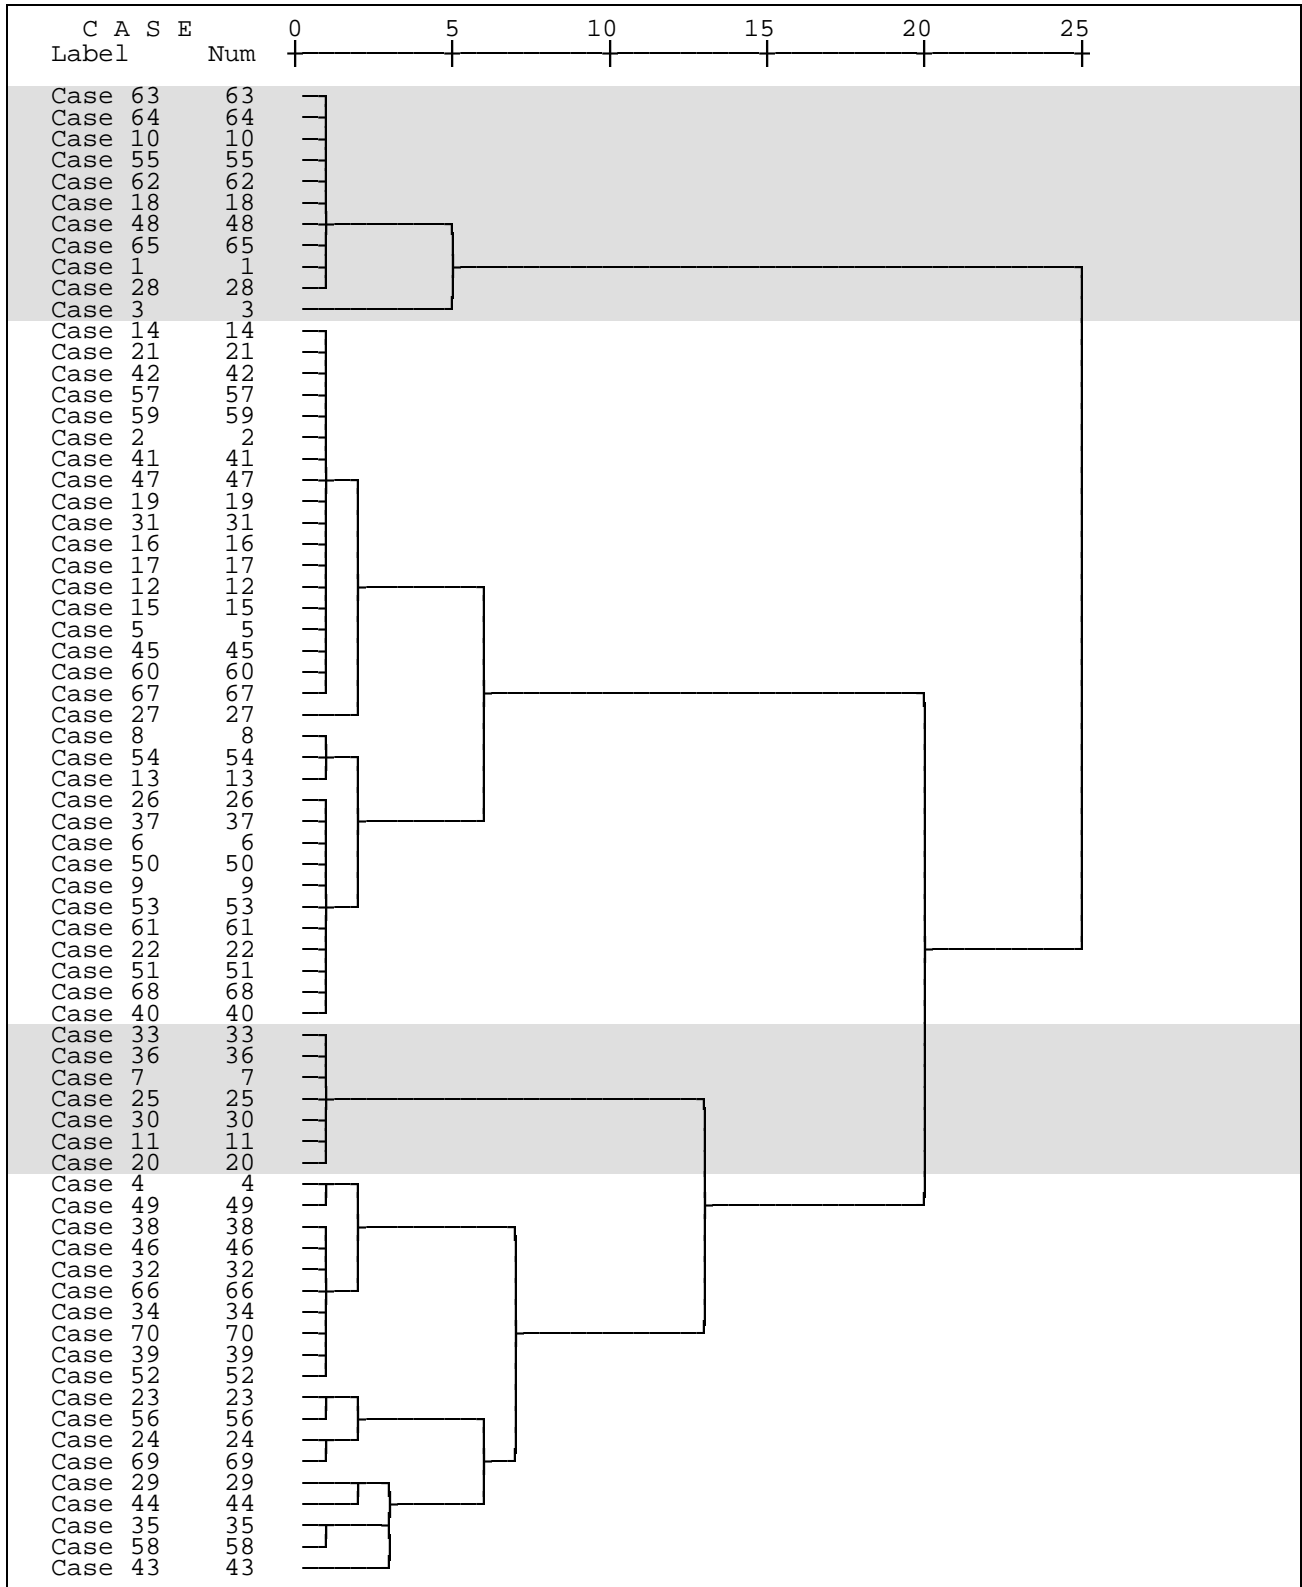 C A S E 0 5 10 15 20 25
Label Num
Case 63 63
Case 64 64
Case 10 10
Case 55 55
Case 62 62
Case 18 18
Case 48 48
Case 65 65
Case 1 1
Case 28 28
Case 3 3
Case 14 14
Case 21 21
Case 42 42
Case 57 57
Case 59 59
Case 2 2
Case 41 41
Case 47 47
Case 19 19
Case 31 31
Case 16 16
Case 17 17
Case 12 12
Case 15 15
Case 5 5
Case 45 45
Case 60 60
Case 67 67
Case 27 27
Case 8 8
Case 54 54
Case 13 13
Case 26 26
Case 37 37
Case 6 6
Case 50 50
Case 9 9
Case 53 53
Case 61 61
Case 22 22
Case 51 51
Case 68 68
Case 40 40
Case 33 33
Case 36 36
Case 7 7
Case 25 25
Case 30 30
Case 11 11
Case 20 20
Case 4 4
Case 49 49
Case 38 38
Case 46 46
Case 32 32
Case 66 66
Case 34 34
Case 70 70
Case 39 39
Case 52 52
Case 23 23
Case 56 56
Case 24 24
Case 69 69
Case 29 29
Case 44 44
Case 35 35
Case 58 58
Case 43 43